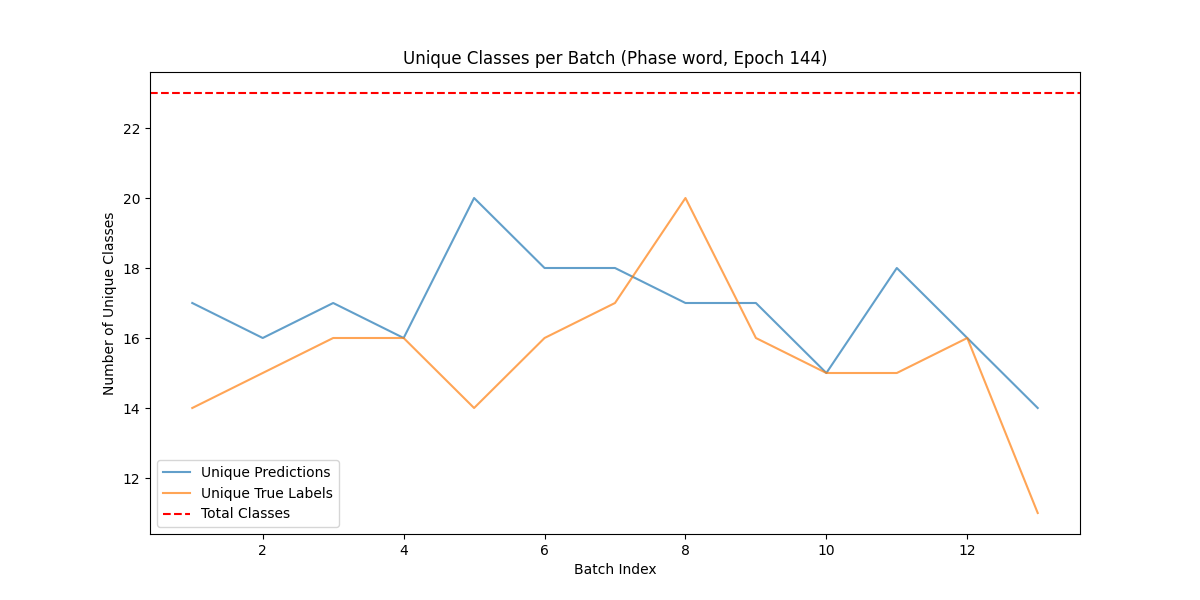 Unique Classes per Batch (Phase word, Epoch 144)
Number of Unique Classes
22
20
18
16
14
12
Unique Predictions
Unique True Labels
Total Classes
2 4 6 8 10 12
Batch Index